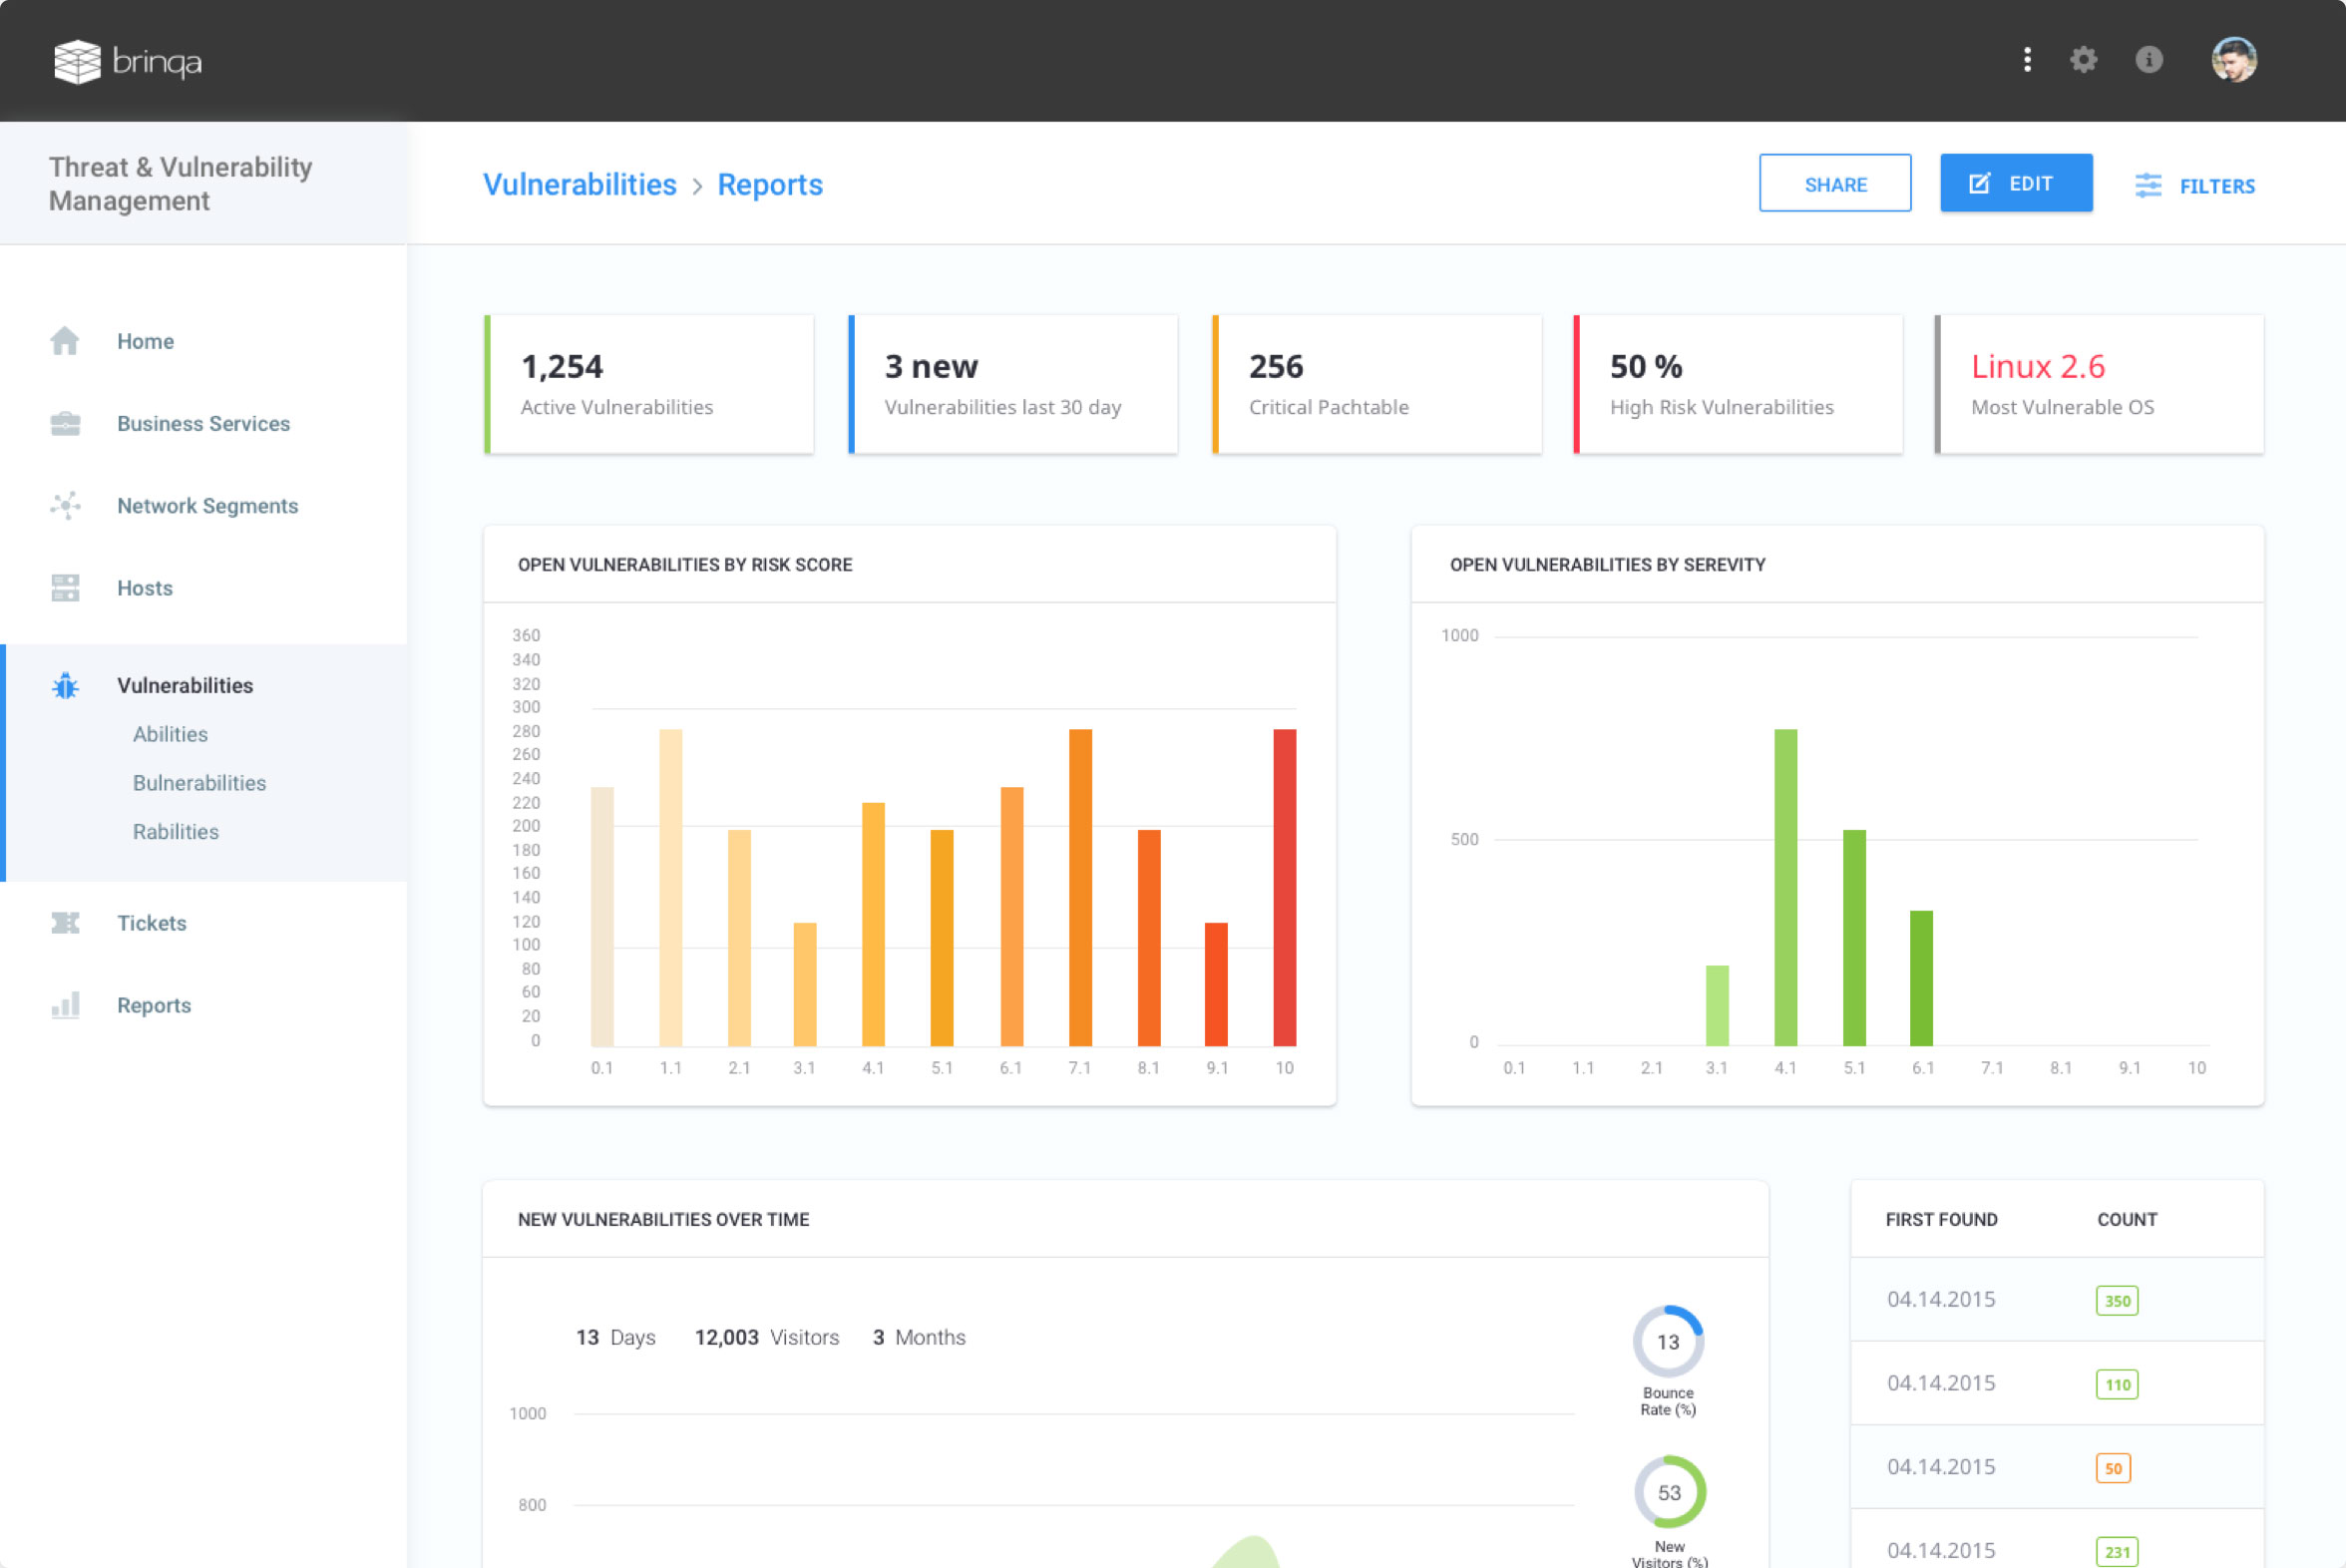 brinqa
Threat & Vulnerability
Management
Vulnerabilities > Reports
SHARE
EDIT
FILTERS
Home
Business Services
Network Segments
Hosts
Vulnerabilities
Abilities
Bulnerabilities
Rabilities
Tickets
Reports
1,254
Active Vulnerabilities
3 new
Vulnerabilities last 30 day
256
Critical Pachtable
50 %
High Risk Vulnerabilities
Linux 2.6
Most Vulnerable OS
OPEN VULNERABILITIES BY RISK SCORE
360
340
320
300
280
260
240
220
200
180
160
140
120
100
80
60
20
0
0.1 1.1 2.1 3.1 4.1 5.1 6.1 7.1 8.1 9.1 10
OPEN VULNERABILITIES BY SEREVITY
1000
500
0
0.1 1.1 2.1 3.1 4.1 5.1 6.1 7.1 8.1 9.1 10
NEW VULNERABILITIES OVER TIME
13 Days 12,003 Visitors 3 Months
1000
800
13
Bounce
Rate (%)
53
New
Visitors (%)
FIRST FOUND COUNT
04.14.2015 350
04.14.2015 110
04.14.2015 50
04.14.2015 231